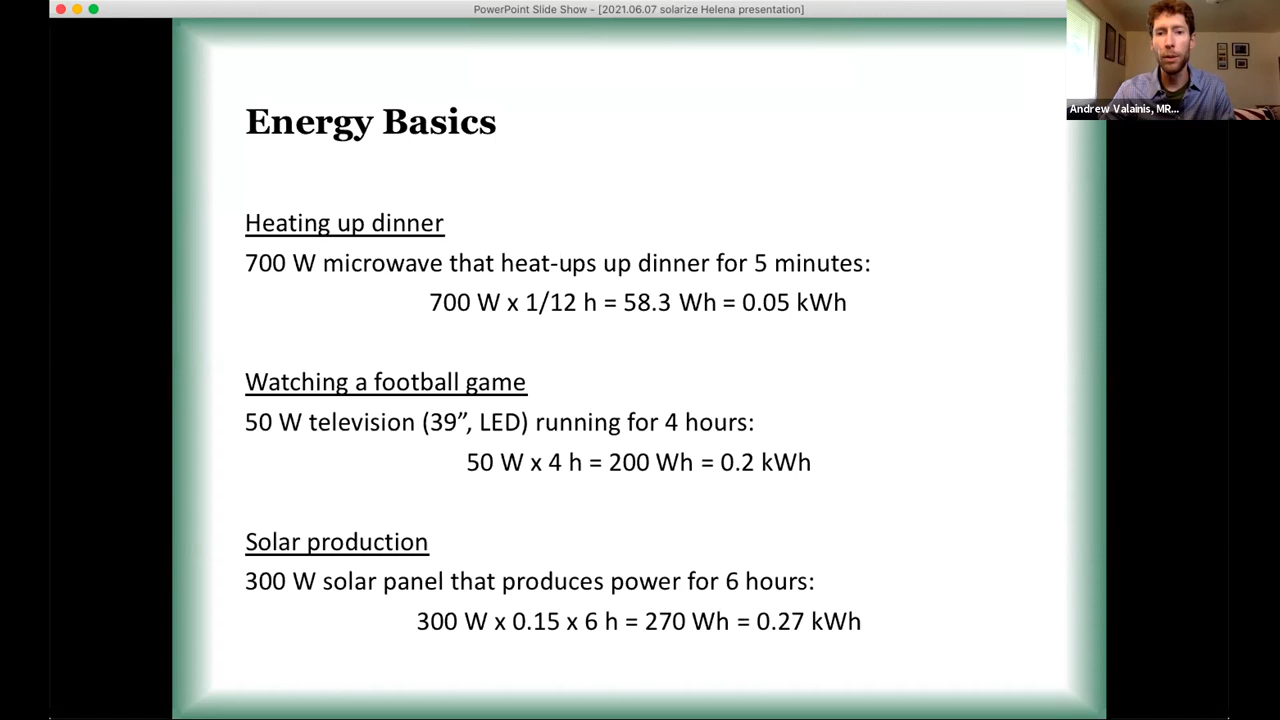 PowerPoint Slide Show - [2021.06.07 solarize Helena presentation]
Andrew Valainis, MR...
Energy Basics
Heating up dinner
700 W microwave that heat-ups up dinner for 5 minutes:
700 W x 1/12 h = 58.3 Wh = 0.05 kWh
Watching a football game
50 W television (39”, LED) running for 4 hours:
50 W x 4 h = 200 Wh = 0.2 kWh
Solar production
300 W solar panel that produces power for 6 hours:
300 W x 0.15 x 6 h = 270 Wh = 0.27 kWh